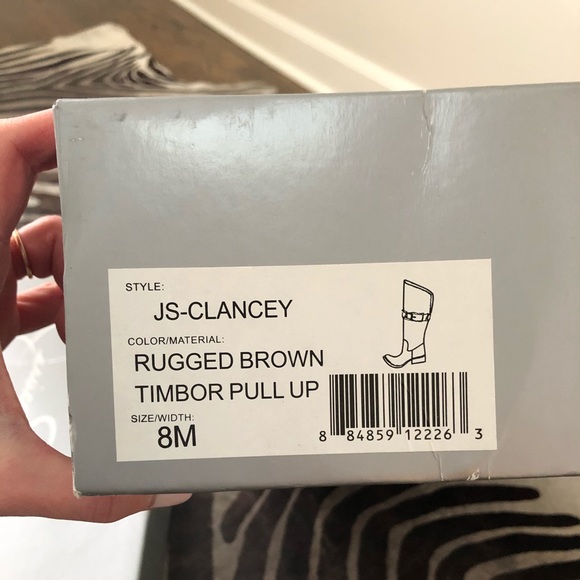 STYLE:
JS-CLANCEY
COLOR/MATERIAL:
RUGGED BROWN
TIMBOR PULL UP
SIZE/WIDTH:
8M
8 84859 12226 3